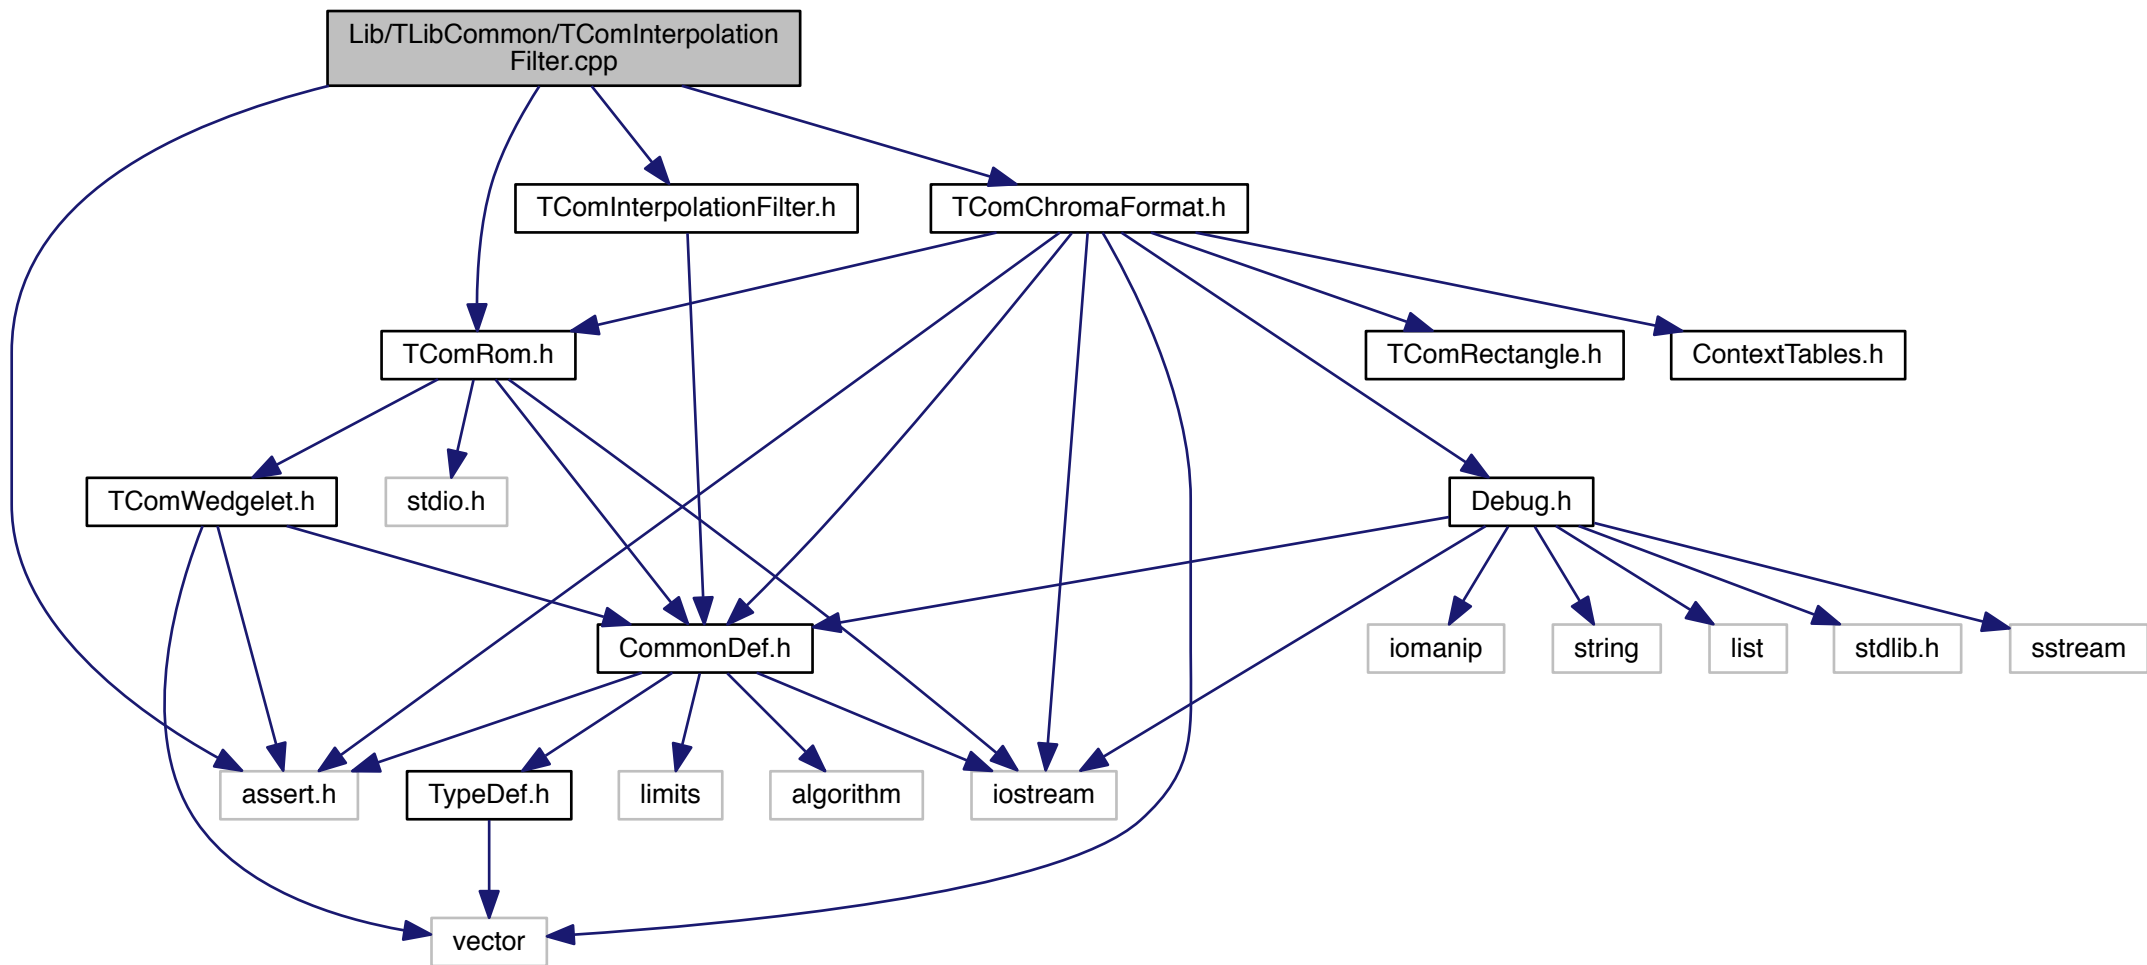 Lib/TLibCommon/TComInterpolation
Filter.cpp
TComInterpolationFilter.h
TComChromaFormat.h
TComRom.h
TComRectangle.h
ContextTables.h
TComWedgelet.h
stdio.h
Debug.h
CommonDef.h
iomanip
string
list
stdlib.h
sstream
assert.h
TypeDef.h
limits
algorithm
iostream
vector